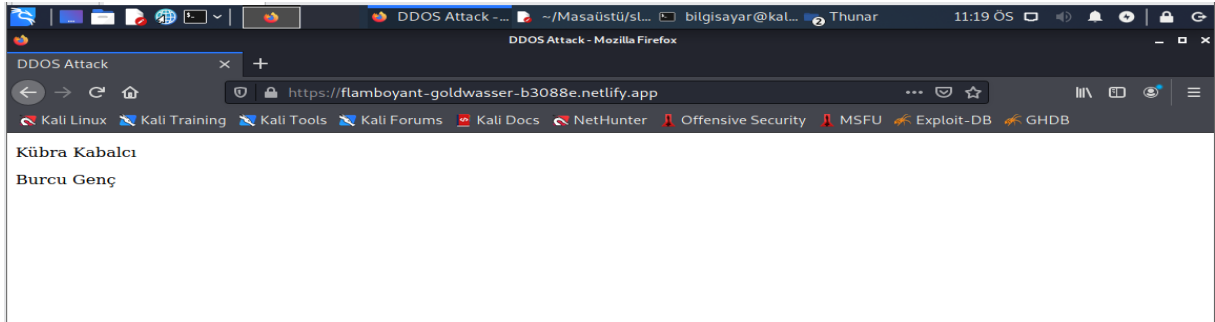 DDOS Attack -... ~/Masaüstü/sl... bilgisayar@kal... 2 Thunar 11:19 ÖS
DDOS Attack - Mozilla Firefox
DDOS Attack
https://flamboyant-goldwasser-b3088e.netlify.app
Kali Linux Kali Training Kali Tools Kali Forums Kali Docs NetHunter Offensive Security MSFU Exploit-DB GHDB
Kübra Kabalcı
Burcu Genç